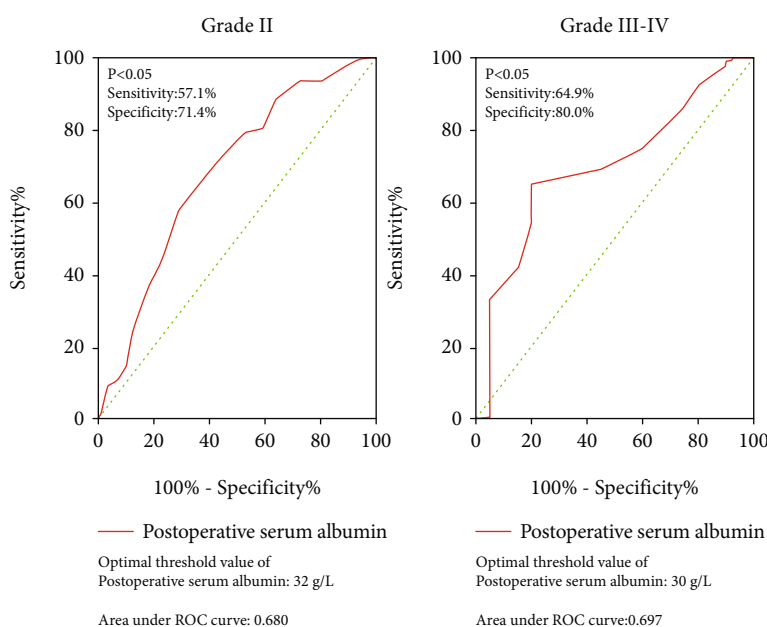 Grade II
P<0.05
Sensitivity:57.1%
Specificity:71.4%
100
80
60
40
20
0
Sensitivity%
0 20 40 60 80 100
100% - Specificity%
Postoperative serum albumin
Optimal threshold value of
Postoperative serum albumin: 32 g/L
Area under ROC curve: 0.680
Grade III-IV
P<0.05
Sensitivity:64.9%
Specificity:80.0%
100
80
60
40
20
0
Sensitivity%
0 20 40 60 80 100
100% - Specificity%
Postoperative serum albumin
Optimal threshold value of
Postoperative serum albumin: 30 g/L
Area under ROC curve:0.697